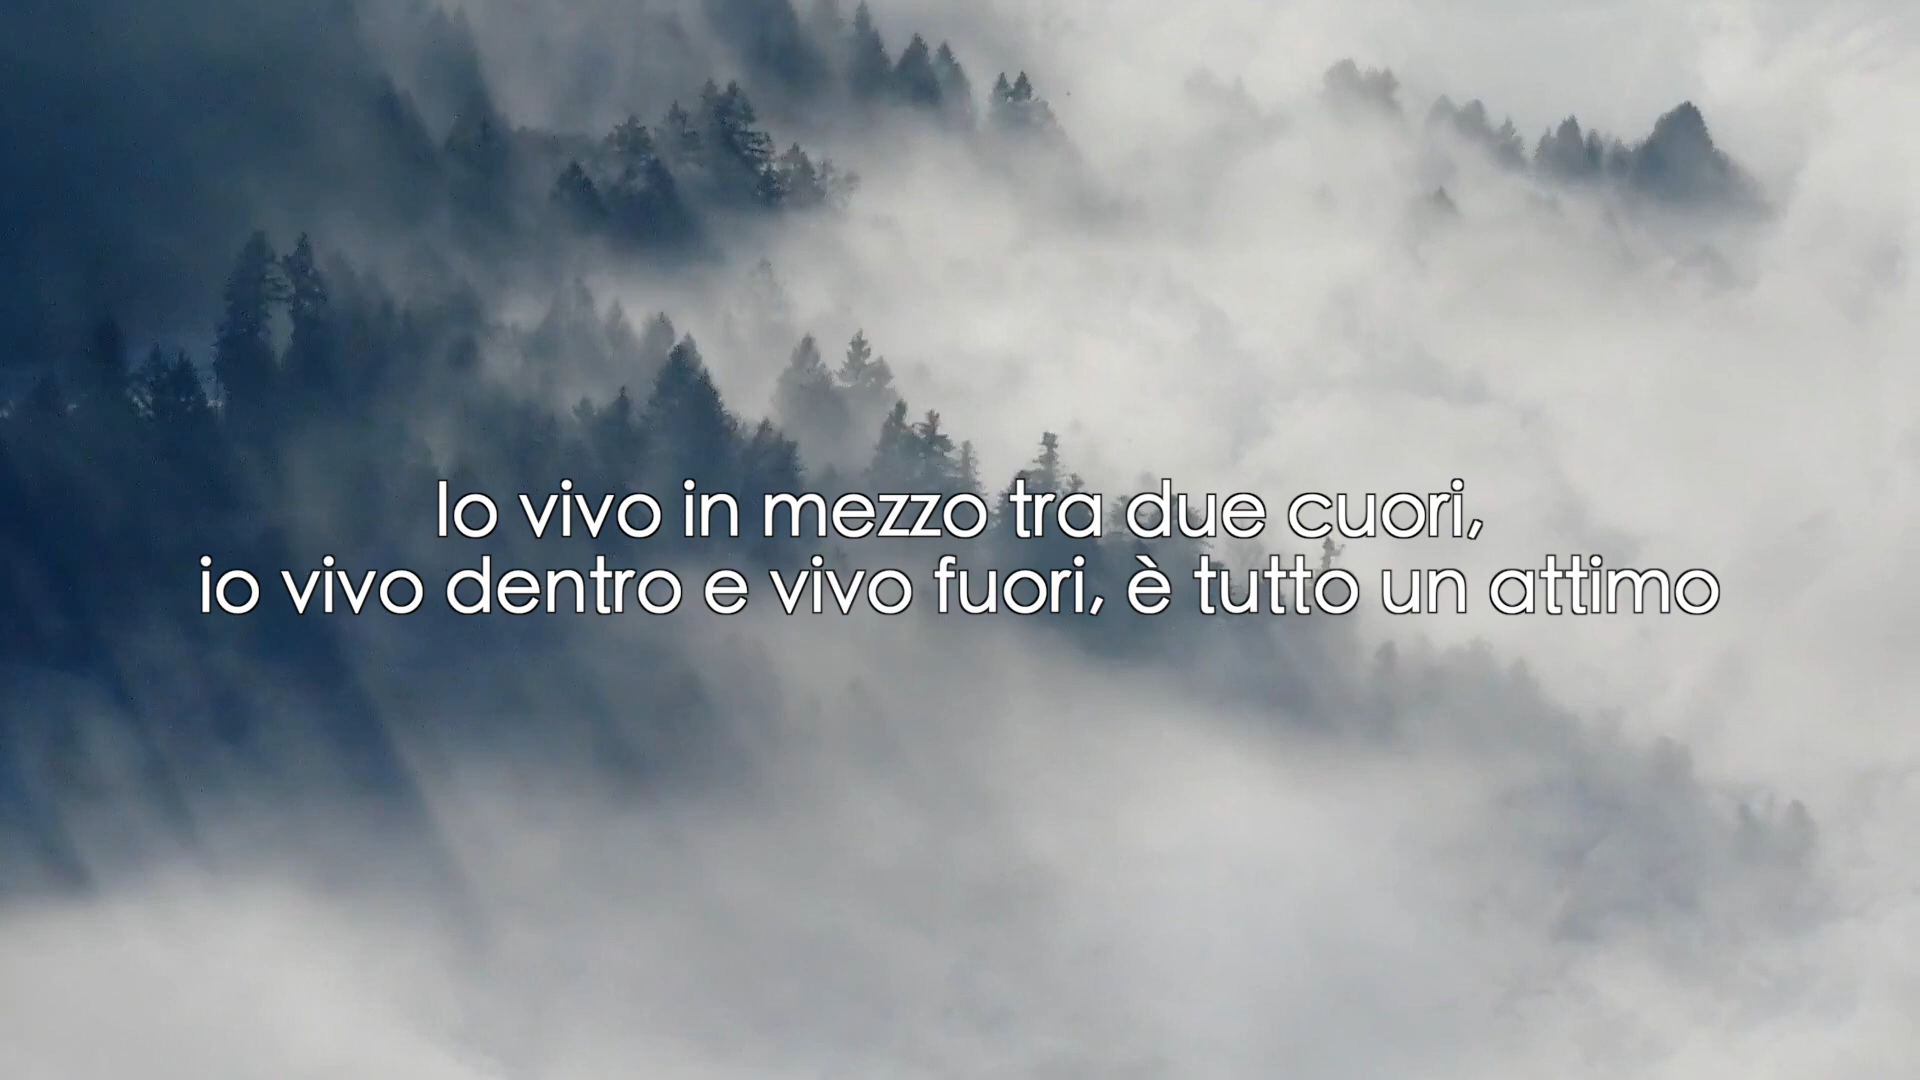 Io vivo in mezzo tra due cuori,
io vivo dentro e vivo fuori, è tutto un attimo